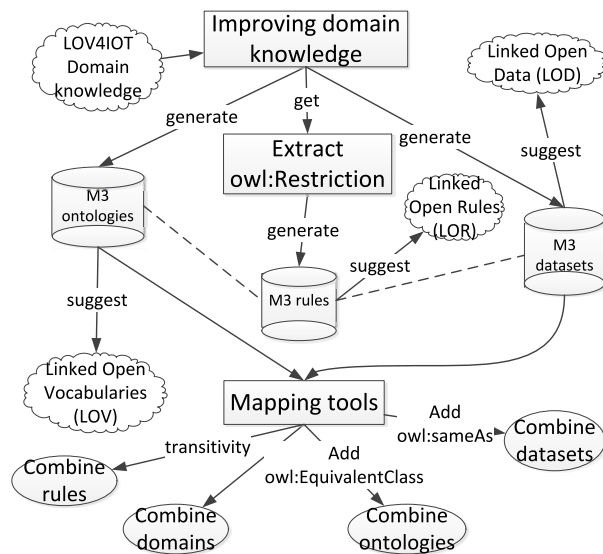 LOV4IOT
Domain
knowledge
Improving domain
knowledge
Linked Open
Data (LOD)
generate
get
generate
suggest
Extract
owl:Restriction
M3
ontologies
Linked
Open Rules
(LOR)
generate
suggest
M3
datasets
M3 rules
suggest
Linked Open
Vocabularies
(LOV)
Mapping tools
Add
owl:sameAs
Combine
datasets
transitivity
Add
owl:EquivalentClass
Combine
rules
Combine
domains
Combine
ontologies